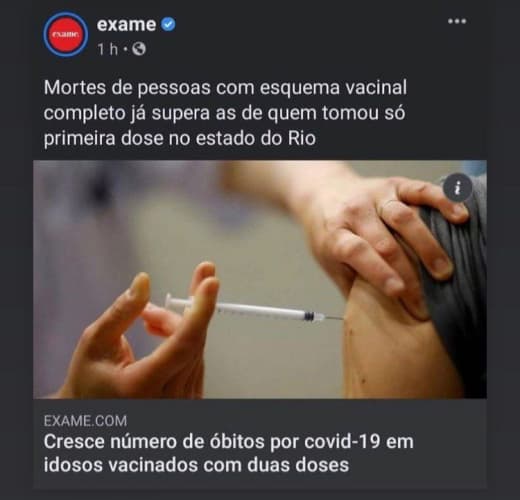 exame
exame.
1 h
Mortes de pessoas com esquema vacinal
completo já supera as de quem tomou só
primeira dose no estado do Rio
i
EXAME.COM
Cresce número de óbitos por covid-19 em
idosos vacinados com duas doses